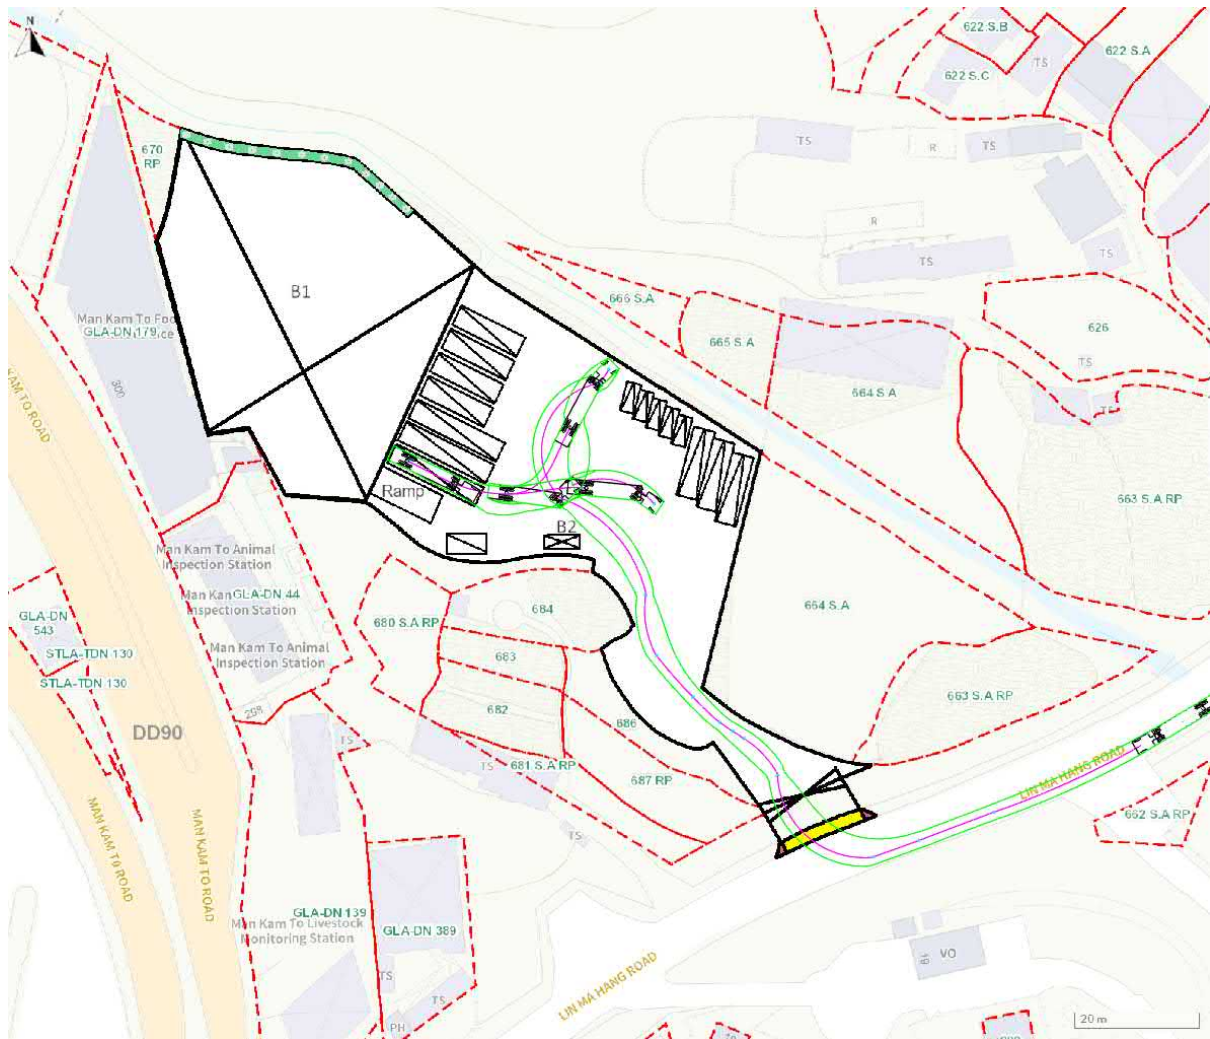 N
622 S.B
622 S.A
TS
622 S.C
TS
R
TS
670
RP
R
TS
TS
B1
666 S.A
626
Man Kam To Foo
GLA-DN 179
665 S.A
TS
300
664 S.A
KAM TO ROAD
663 S.A RP
Ramp
B2
Man Kam To Animal
Inspection Station
GLA-DN 44
Inspection Station
GLA-DN
543
680 S.A RP
684
664 S.A
STLA-TDN 130
Man Kam To Animal
Inspection Station
683
STLA-TDN 130
663 S.A RP
682
298
686
DD90
TS
TS
681 S.A RP
687 RP
LIN MA HANG ROAD
MAN KAM TO ROAD
MAN KAM TO ROAD
TS
662 S.A RP
GLA-DN 139
Man Kam To Livestock
Monitoring Station
GLA-DN 389
VO
LIN MA HANG ROAD
TS
TS
PH
20 m